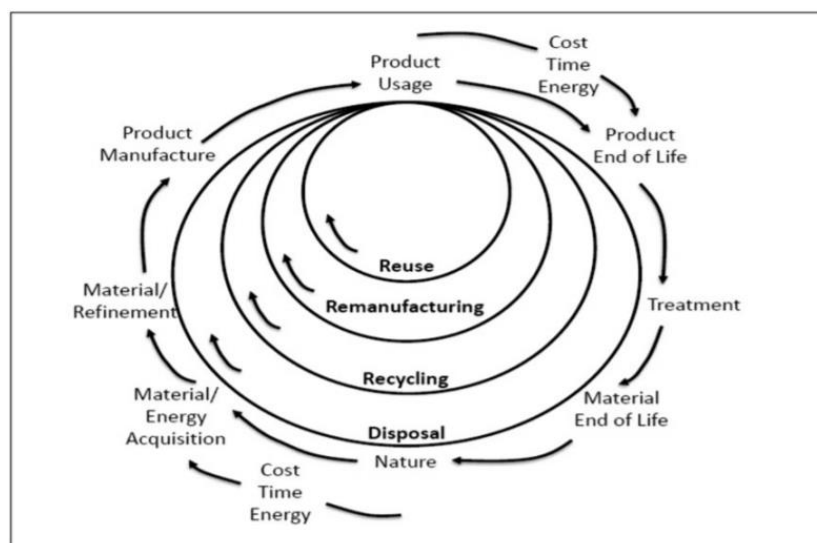 Cost
Time
Energy
Product
Usage
Product
Manufacture
Product
End of Life
Reuse
Material/
Refinement
Remanufacturing
Treatment
Recycling
Material/
Energy
Acquisition
Material
End of Life
Disposal
Nature
Cost
Time
Energy